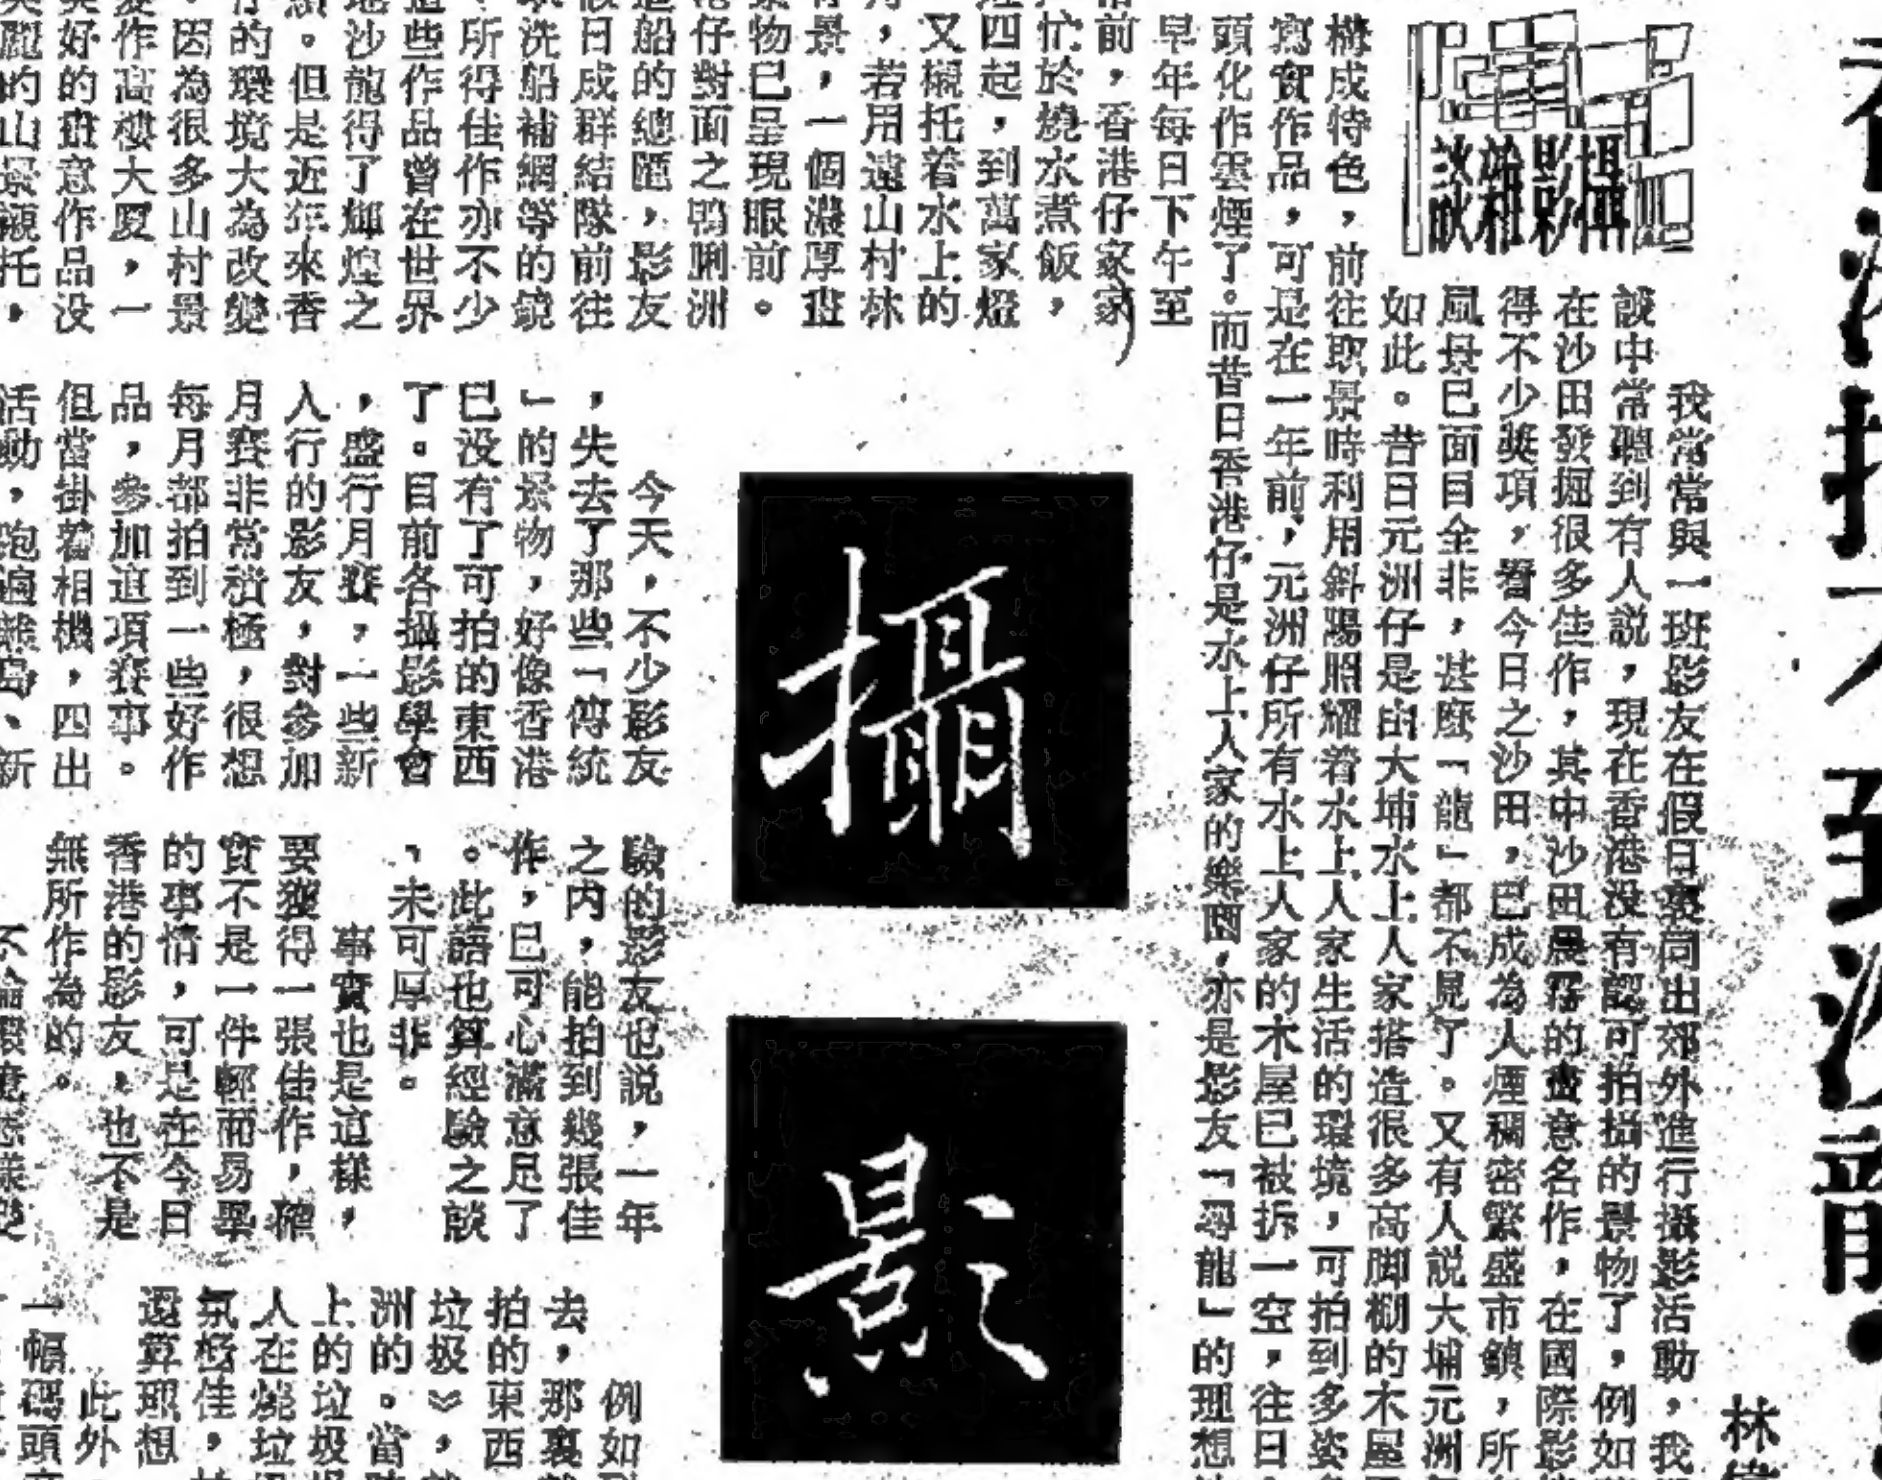 攝影雜談
林
我常常與一班影友在假日裏同出郊外進行攝影活動，我
談中常聽到有人説，現在香港没有認可拍攝的景物了，例如
在沙田發掘很多佳作，其中沙田晨霧的畫意名作，在國際影
得不少奬項，看今日之沙田，已成為人煙稠密繁盛市鎮，所
風景已面目全非，甚麽「龍」都不見了。又有人説大埔元洲
如此。昔日元洲仔是由大埔水上人家搭造很多高脚棚的木屋
構成特色，前往取景時利用斜陽照耀着水上人家生活的環境，可拍到多姿
寫實作品，可是在一年前，元洲仔所有水上人家的木屋已被拆一空，往日
頭化作雲煙了。而昔日香港仔是水上人家的樂園，亦是影友「尋龍」的理想
早年每日下午至
前，香港仔家家
忙於燒水煮飯，
四起，到萬家燈
又襯托着水上的
，若用遠山村林
景，一個濃厚畫
物已呈現眼前。
仔對面之鴨脷洲
船的總匯，影友
日成群結隊前往
洗船補網等的鏡
所得佳作亦不少
這些作品曾在世界
地沙龍得了輝煌之
。但是近年來香
的環境大為改變
。因為很多山村景
作高樓大厦，一
好的畫意作品没
麗的山景襯托，
攝
影
今天，不少影友
，失去了那些「傳統
」的景物，好像香港
已没有了可拍的東西
了。目前各攝影學會
，盛行月賽，一些新
入行的影友，對參加
月賽非常積極，很想
每月都拍到一些好作
品，參加這項賽事。
但當掛着相機，四出
活動，跑遍離島、新
驗的影友也説，一年
之内，能拍到幾張佳
作，已可心滿意足了
。此語也算經驗之談
，未可厚非。
事實也是這樣，
要獲得一張佳作，確
實不是一件輕而易舉
的事情，可是在今日
香港的影友，也不是
無所作為的。
不論
例如
去，那裏
拍的東西
垃圾》，
洲的。當
上的垃圾
人在燒垃
氛極佳，
還算理想
此外，
一幅碼頭